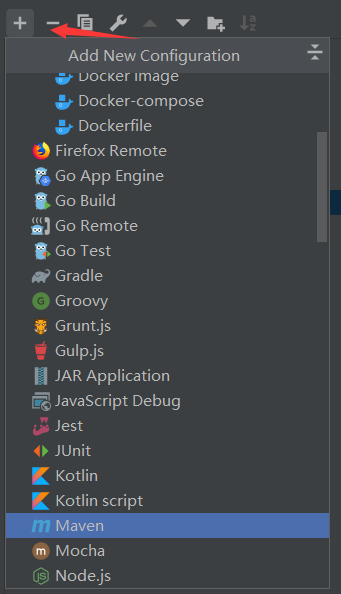 Add New Configuration
Docker image
Docker-compose
Dockerfile
Firefox Remote
Go App Engine
Go Build
Go Remote
Go Test
Gradle
Groovy
Grunt.js
Gulp.js
JAR Application
JavaScript Debug
Jest
JUnit
Kotlin
Kotlin script
Maven
Mocha
Node.js